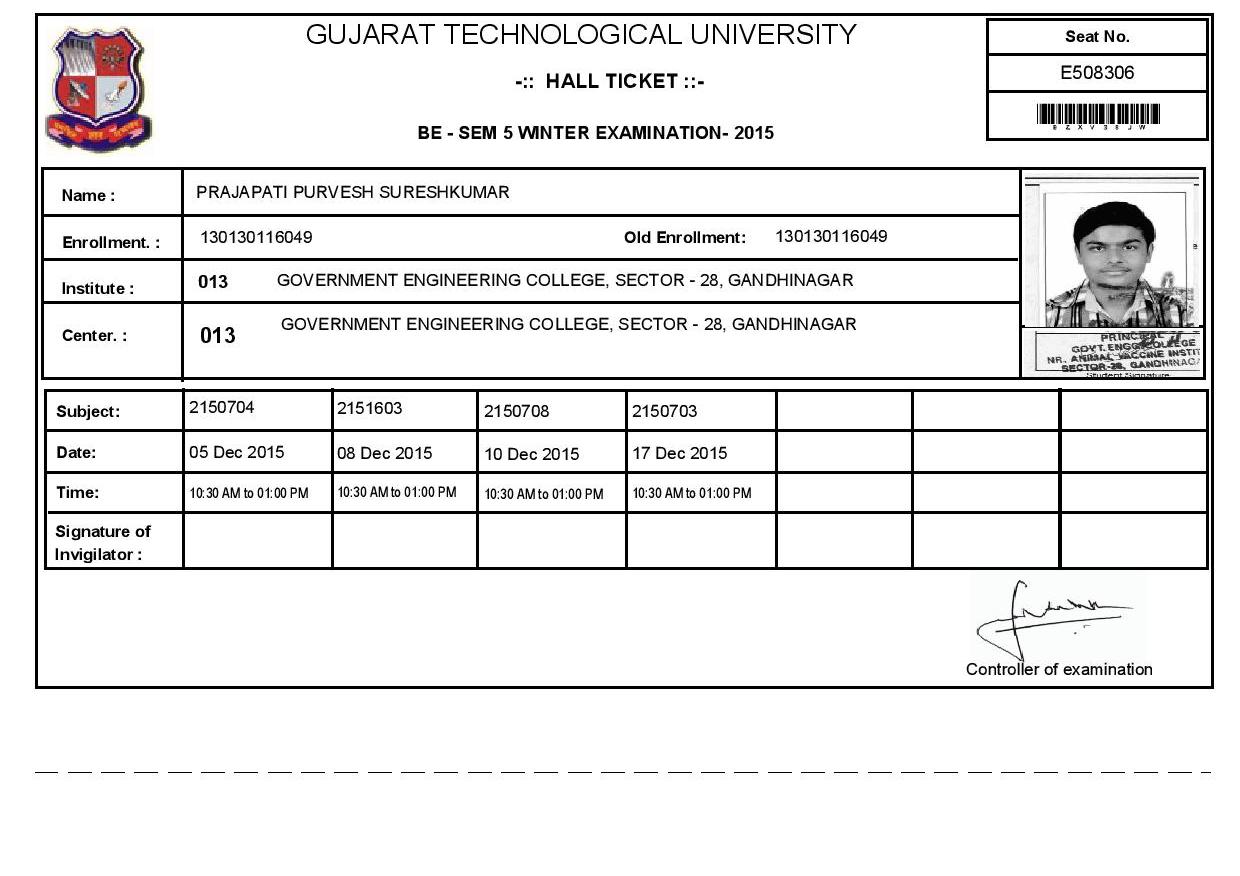 GUJARAT TECHNOLOGICAL UNIVERSITY
-:: HALL TICKET ::-
BE - SEM 5 WINTER EXAMINATION- 2015
Seat No.
E508306
Name :
PRAJAPATI PURVESH SURESHKUMAR
Enrollment. :
130130116049
Old Enrollment:
130130116049
Institute :
013
GOVERNMENT ENGINEERING COLLEGE, SECTOR - 28, GANDHINAGAR
Center. :
013
GOVERNMENT ENGINEERING COLLEGE, SECTOR - 28, GANDHINAGAR
PRINCIPAL
GOVT. ENGG. COLLEGE
NR. ANIMAL VACCINE INSTIT
SECTOR-28, GANDHINAGA
Student Signature
Subject: 2150704 2151603 2150708 2150703
Date: 05 Dec 2015 08 Dec 2015 10 Dec 2015 17 Dec 2015
Time: 10:30 AM to 01:00 PM 10:30 AM to 01:00 PM 10:30 AM to 01:00 PM 10:30 AM to 01:00 PM
Signature of
Invigilator :
Controller of examination